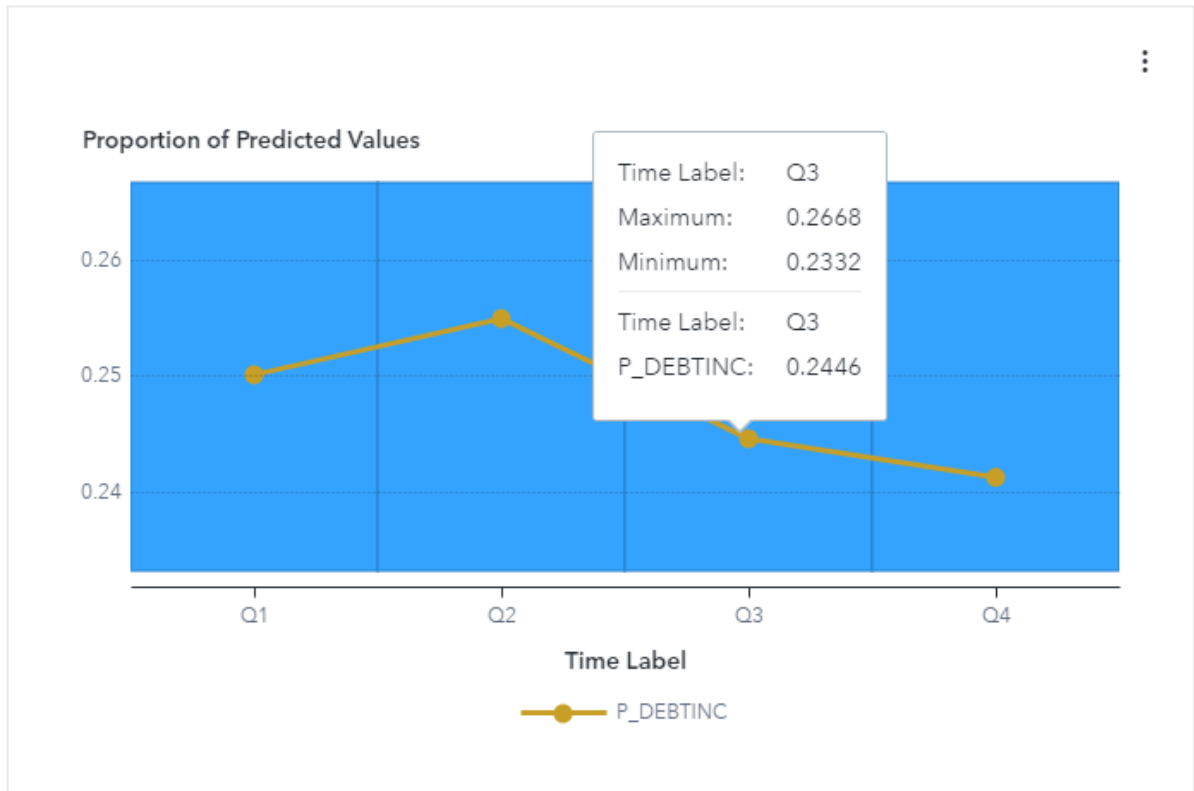 Proportion of Predicted Values
Time Label: Q3
Maximum: 0.2668
Minimum: 0.2332
Time Label: Q3
P_DEBTINC: 0.2446
0.26
0.25
0.24
Q1 Q2 Q3 Q4
Time Label
P_DEBTINC